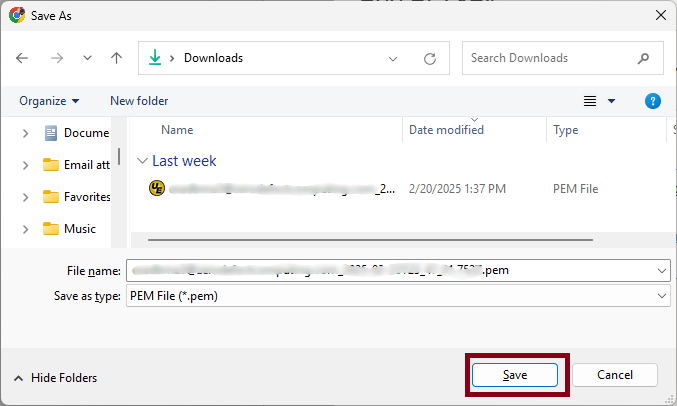 Save As
Downloads
Search Downloads
Organize
New folder
Name
Date modified
Type
Docume
Email att
Favorites
Music
Last week
_2...
2/20/2025 1:37 PM
PEM File
File name:
.pem
Save as type:
PEM File (*.pem)
Hide Folders
Save
Cancel